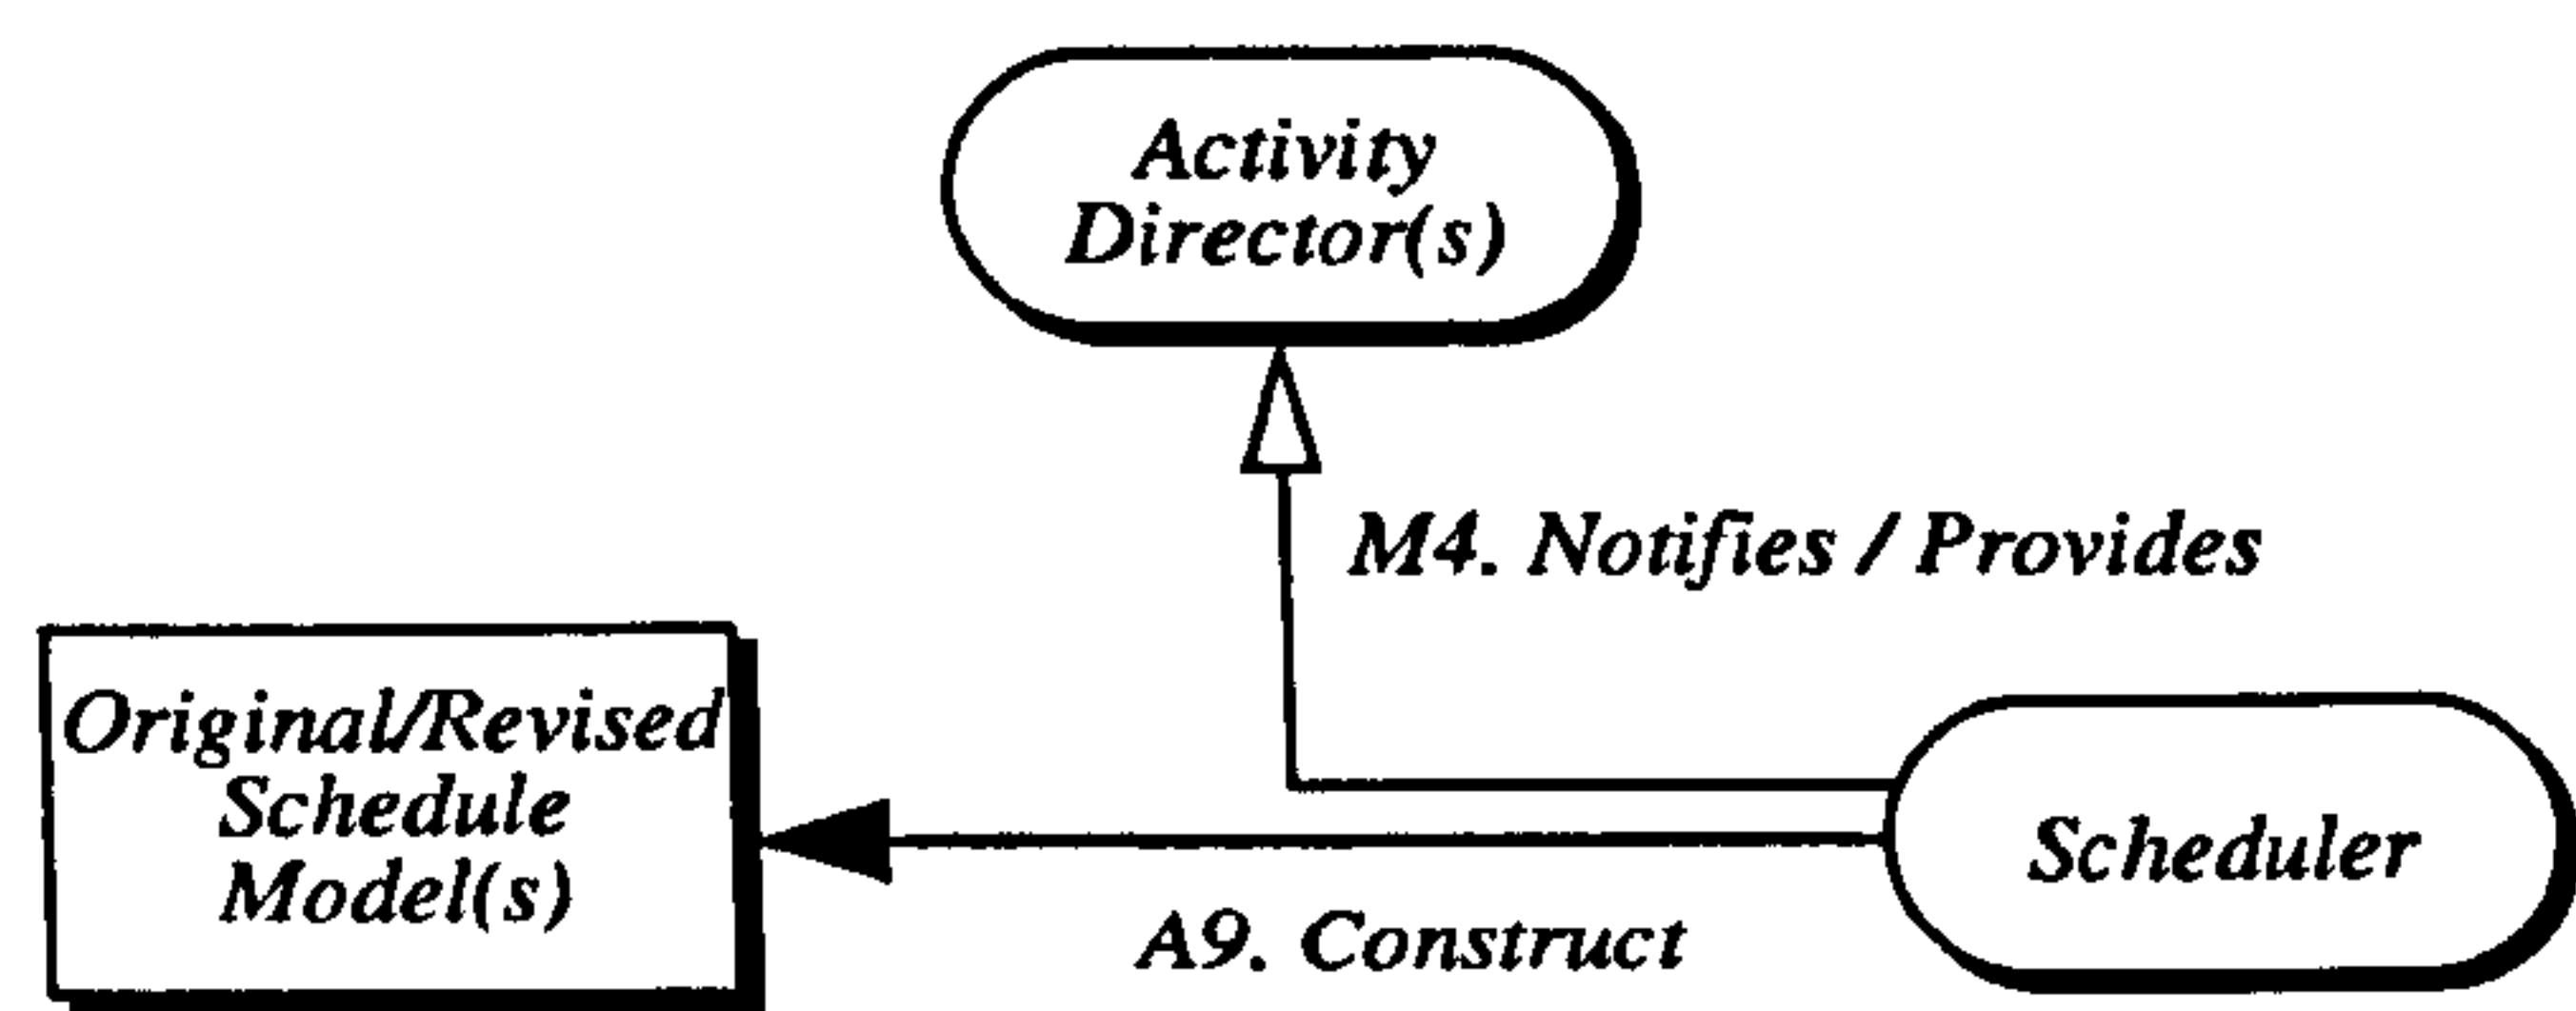 Activity
Director(s)
M4. Notifies / Provides
Original/Revised
Schedule
Model(s)
Scheduler
A9. Construct